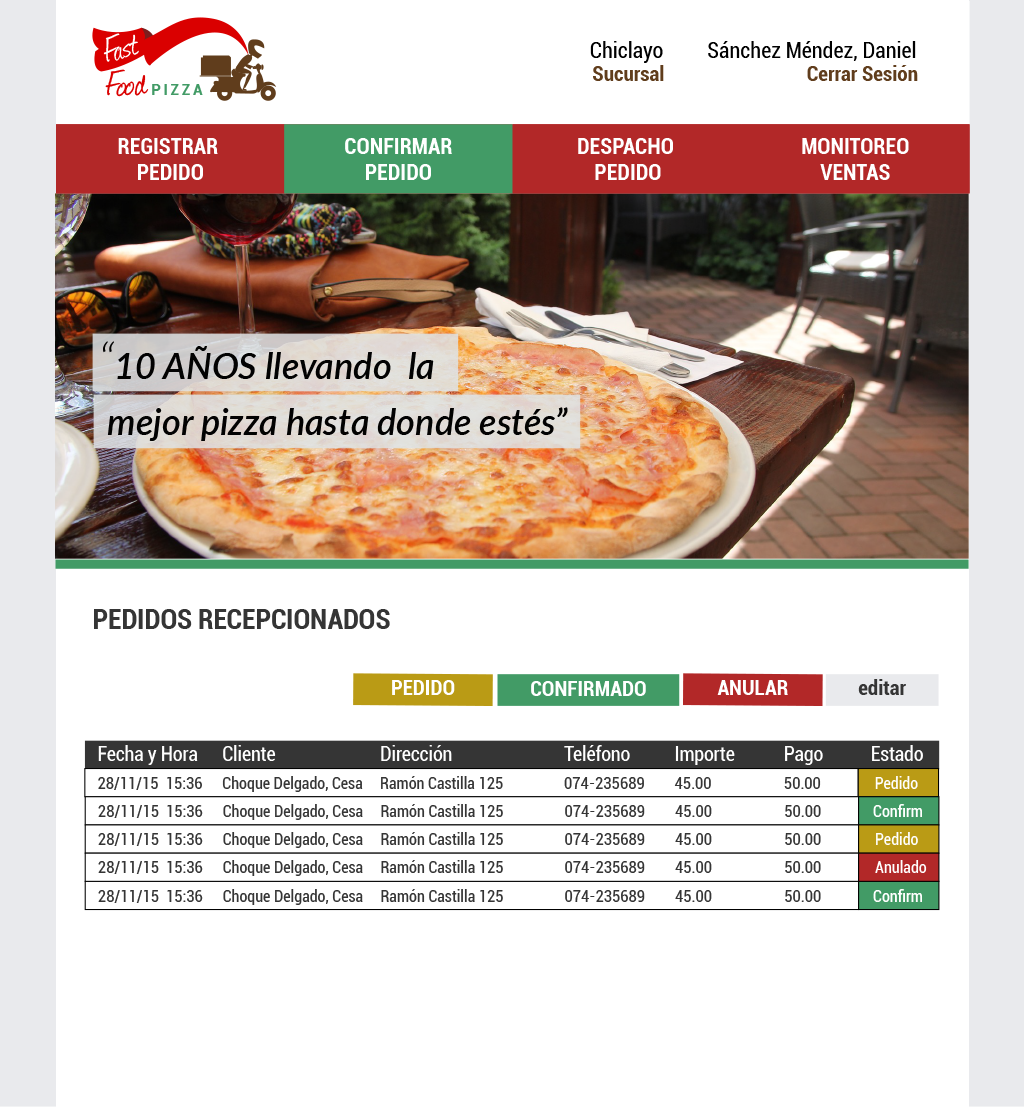 Fast
Food PIZZA
Chiclayo Sánchez Méndez, Daniel
Sucursal Cerrar Sesión
REGISTRAR PEDIDO
CONFIRMAR PEDIDO
DESPACHO PEDIDO
MONITOREO VENTAS
“10 AÑOS llevando la
mejor pizza hasta donde estés”
PEDIDOS RECEPCIONADOS
PEDIDO CONFIRMADO ANULAR editar
Fecha y Hora Cliente Dirección Teléfono Importe Pago Estado
28/11/15 15:36 Choque Delgado, Cesa Ramón Castilla 125 074-235689 45.00 50.00 Pedido
28/11/15 15:36 Choque Delgado, Cesa Ramón Castilla 125 074-235689 45.00 50.00 Confirm
28/11/15 15:36 Choque Delgado, Cesa Ramón Castilla 125 074-235689 45.00 50.00 Pedido
28/11/15 15:36 Choque Delgado, Cesa Ramón Castilla 125 074-235689 45.00 50.00 Anulado
28/11/15 15:36 Choque Delgado, Cesa Ramón Castilla 125 074-235689 45.00 50.00 Confirm